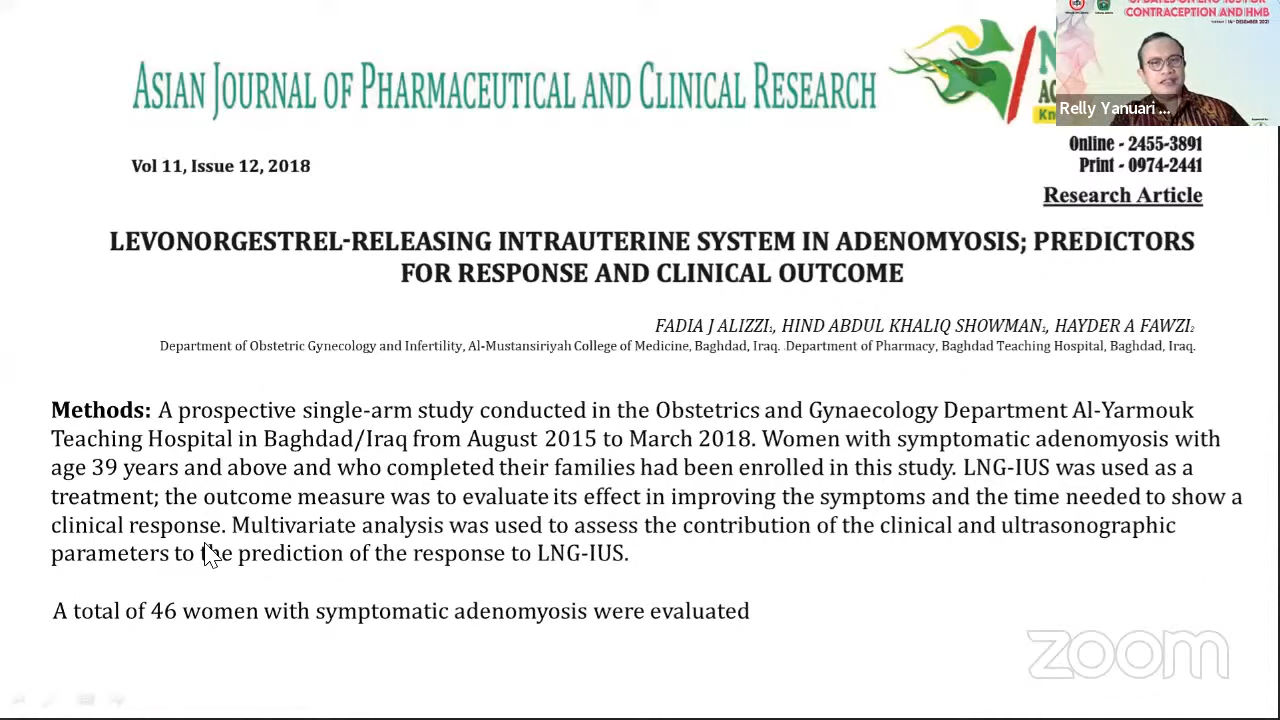 ASIAN JOURNAL OF PHARMACEUTICAL AND CLINICAL RESEARCH
CONTRACEPTION AND HMB
Relly Yanuari ...
Vol 11, Issue 12, 2018
Online - 2455-3891
Print - 0974-2441
Research Article
LEVONORGESTREL-RELEASING INTRAUTERINE SYSTEM IN ADENOMYOSIS; PREDICTORS
FOR RESPONSE AND CLINICAL OUTCOME
FADIA J ALIZZI1, HIND ABDUL KHALIQ SHOWMAN1, HAYDER A FAWZI2
Department of Obstetric Gynecology and Infertility, Al-Mustansiriyah College of Medicine, Baghdad, Iraq. Department of Pharmacy, Baghdad Teaching Hospital, Baghdad, Iraq.
Methods: A prospective single-arm study conducted in the Obstetrics and Gynaecology Department Al-Yarmouk
Teaching Hospital in Baghdad/Iraq from August 2015 to March 2018. Women with symptomatic adenomyosis with
age 39 years and above and who completed their families had been enrolled in this study. LNG-IUS was used as a
treatment; the outcome measure was to evaluate its effect in improving the symptoms and the time needed to show a
clinical response. Multivariate analysis was used to assess the contribution of the clinical and ultrasonographic
parameters to the prediction of the response to LNG-IUS.
A total of 46 women with symptomatic adenomyosis were evaluated
zoom